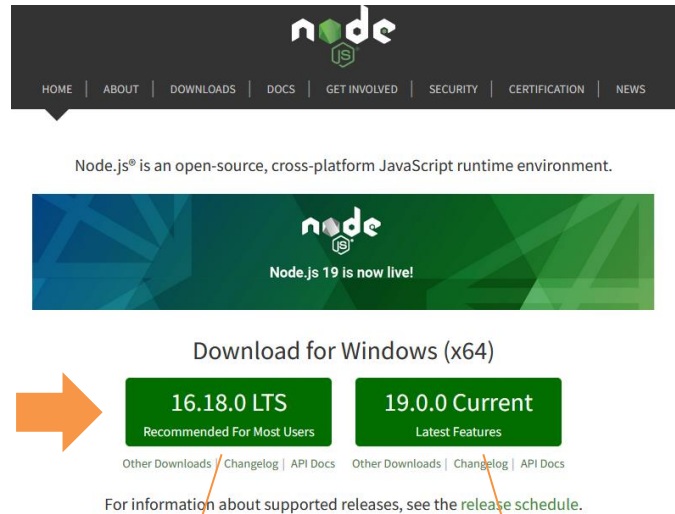 node
JS
HOME | ABOUT | DOWNLOADS | DOCS | GET INVOLVED | SECURITY | CERTIFICATION | NEWS
Node.js® is an open-source, cross-platform JavaScript runtime environment.
node
JS
Node.js 19 is now live!
Download for Windows (x64)
16.18.0 LTS 19.0.0 Current
Recommended For Most Users Latest Features
Other Downloads | Changelog | API Docs Other Downloads | Changelog | API Docs
For information about supported releases, see the release schedule.